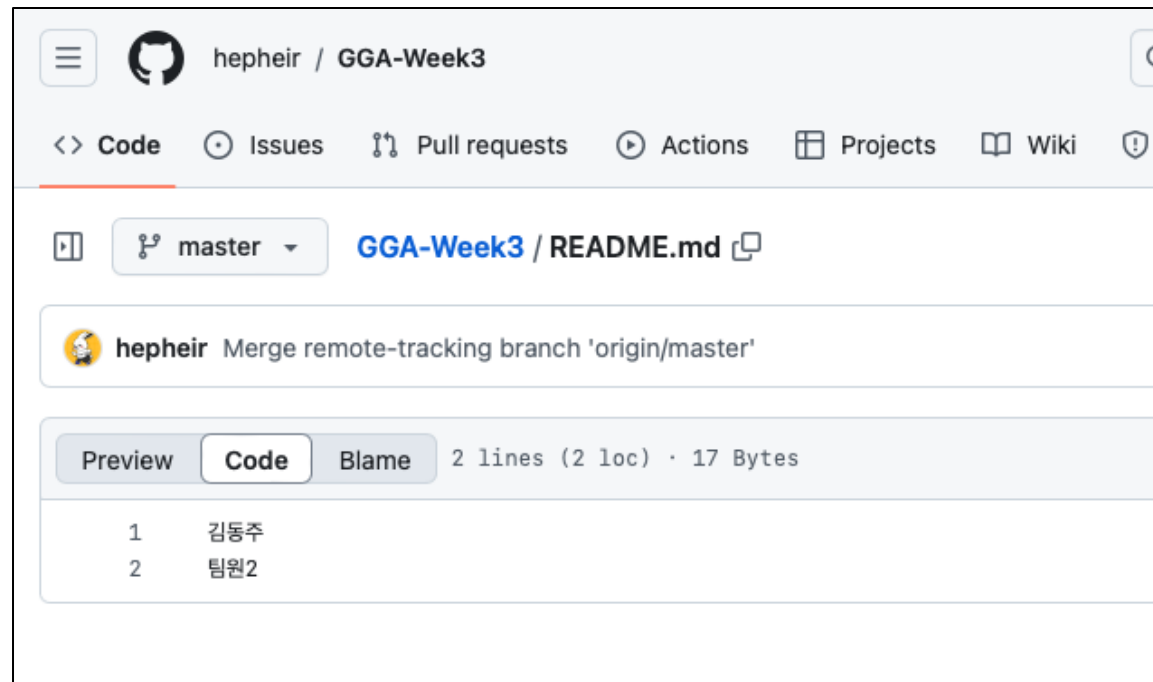 hepheir / GGA-Week3
Code Issues Pull requests Actions Projects Wiki
master GGA-Week3 / README.md
hepheir Merge remote-tracking branch 'origin/master'
Preview Code Blame 2 lines (2 loc) · 17 Bytes
1 김동주
2 팀원2